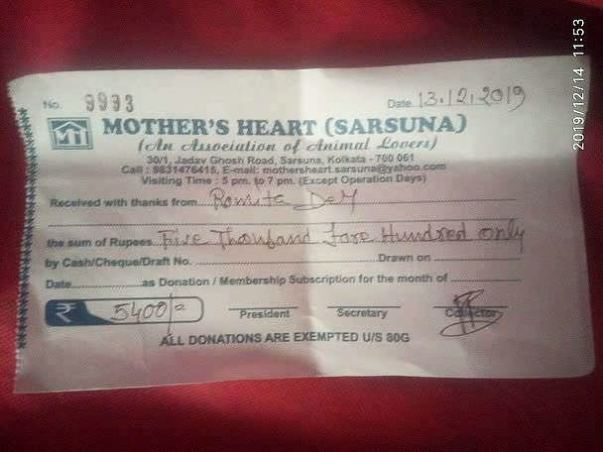 No. 9993 Date 13.12.2019
MOTHER'S HEART (SARSUNA)
(An Association of Animal Lovers)
30/1, Jadav Ghosh Road, Sarsuna, Kolkata - 700 061
Call : 9831476415, E-mail: mothersheart.sarsuna@yahoo.com
Visiting Time : 5 pm. to 7 pm. (Except Operation Days)
Received with thanks from Romita Dey
the sum of Rupees Five Thousand Four Hundred only
by Cash/Cheque/Draft No. Drawn on
Date as Donation / Membership Subscription for the month of
₹ 5400/= President Secretary Collector
ALL DONATIONS ARE EXEMPTED U/S 80G
2019/12/14 11:53